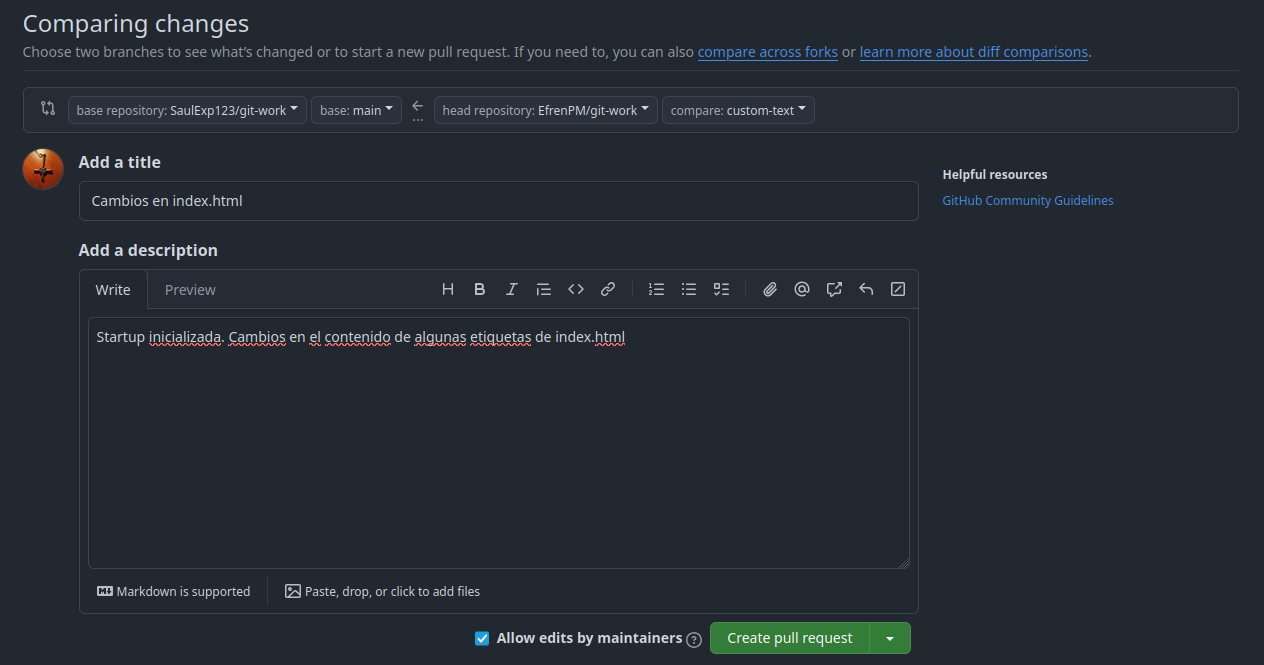 Comparing changes
Choose two branches to see what's changed or to start a new pull request. If you need to, you can also compare across forks or learn more about diff comparisons.
base repository: SaulExp123/git-work base: main ... head repository: EfrenPM/git-work compare: custom-text
Add a title
Helpful resources
Cambios en index.html
GitHub Community Guidelines
Add a description
Write Preview
Startup inicializada. Cambios en el contenido de algunas etiquetas de index.html
Markdown is supported Paste, drop, or click to add files
Allow edits by maintainers Create pull request